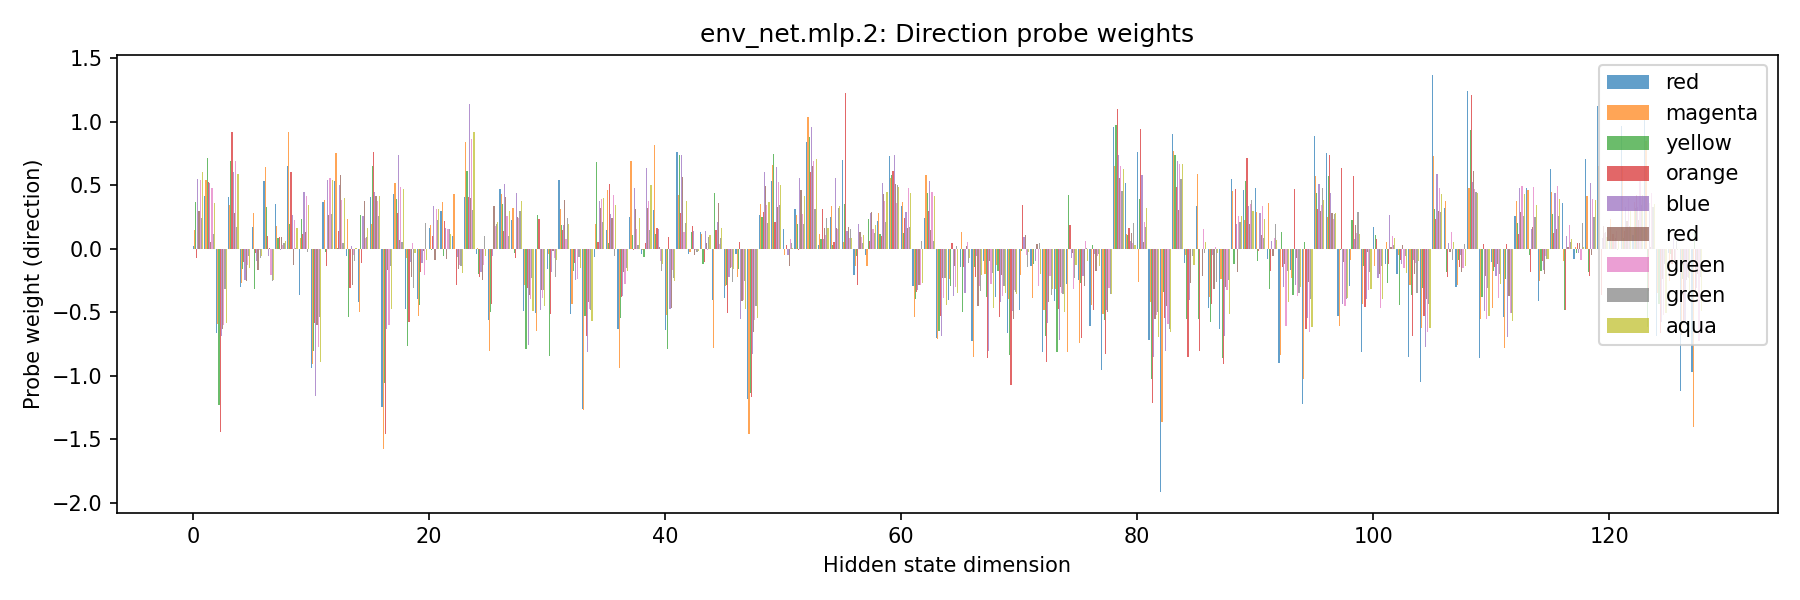 env_net.mlp.2: Direction probe weights
1.5
1.0
0.5
0.0
−0.5
−1.0
−1.5
−2.0
Probe weight (direction)
0 20 40 60 80 100 120
Hidden state dimension
red
magenta
yellow
orange
blue
red
green
green
aqua